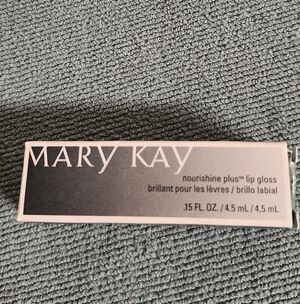 MARY KAY
nourishine plus™ lip gloss
brillant pour les lèvres / brillo labial
.15 FL. OZ. / 4.5 mL / 4,5 mL